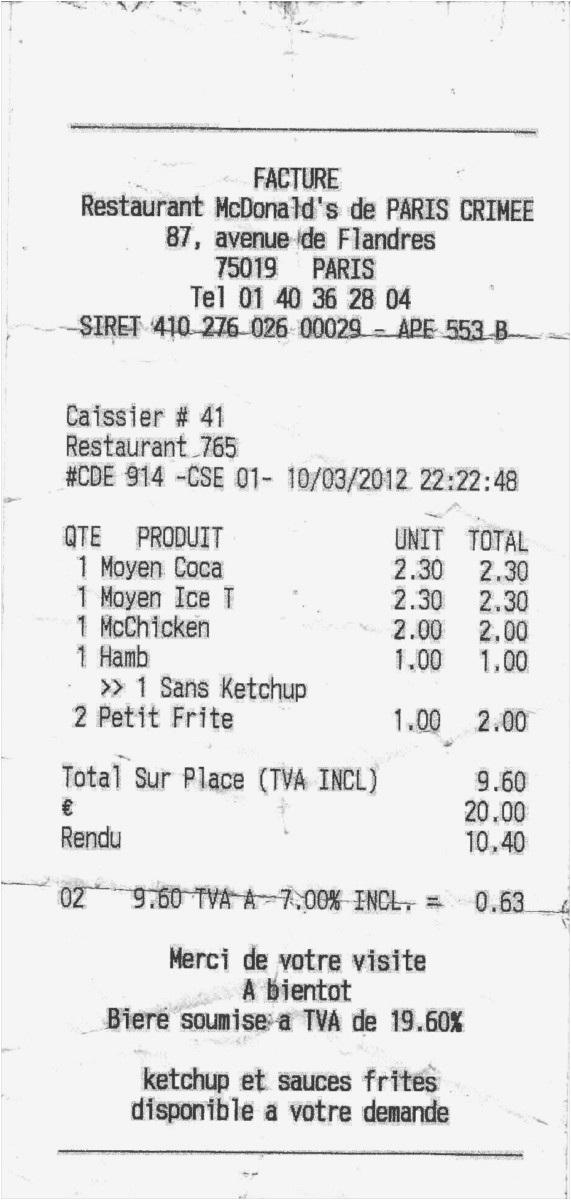 FACTURE
Restaurant McDonald's de PARIS CRIMEE
87, avenue de Flandres
75019 PARIS
Tel 01 40 36 28 04
SIRET 410 276 026 00029 - APE 553 B
Caissier # 41
Restaurant 765
#CDE 914 -CSE 01- 10/03/2012 22:22:48
QTE PRODUIT UNIT TOTAL
1 Moyen Coca 2.30 2.30
1 Moyen Ice T 2.30 2.30
1 McChicken 2.00 2.00
1 Hamb 1.00 1.00
>> 1 Sans Ketchup
2 Petit Frite 1.00 2.00
Total Sur Place (TVA INCL) 9.60
€ 20.00
Rendu 10.40
02 9.60 TVA A 7.00% INCL. = 0.63
Merci de votre visite
A bientot
Biere soumise a TVA de 19.60%
ketchup et sauces frites
disponible a votre demande